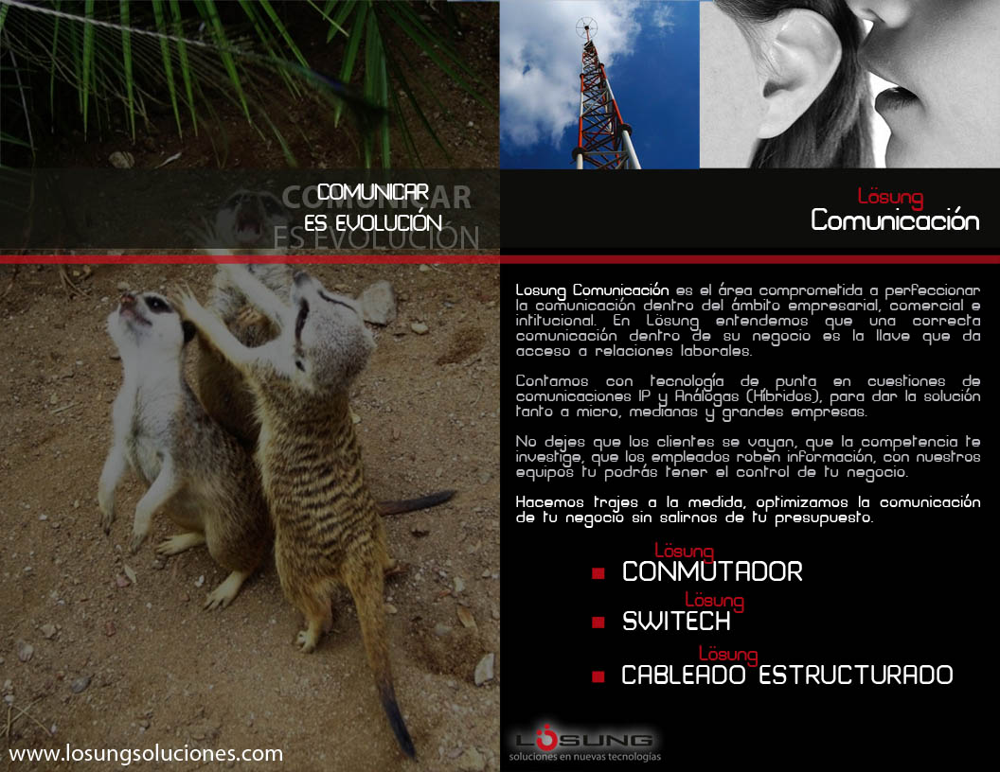 COMUNICAR
ES EVOLUCIÓN
COMUNICAR
ES EVOLUCIÓN
www.losungsoluciones.com
Lösung
Comunicación
Losung Comunicación es el área comprometida a perfeccionar
la comunicación dentro del ámbito empresarial, comercial e
intitucional. En Lösung entendemos que una correcta
comunicación dentro de su negocio es la llave que da
acceso a relaciones laborales.
Contamos con tecnología de punta en cuestiones de
comunicaciones IP y Análogas (Híbridos), para dar la solución
tanto a micro, medianas y grandes empresas.
No dejes que los clientes se vayan, que la competencia te
investige, que los empleados roben información, con nuestros
equipos tu podrás tener el control de tu negocio.
Hacemos trajes a la medida, optimizamos la comunicación
de tu negocio sin salirnos de tu presupuesto.
Lösung
CONMUTADOR
Lösung
SWITECH
Lösung
CABLEADO ESTRUCTURADO
LÖSUNG
soluciones en nuevas tecnologías